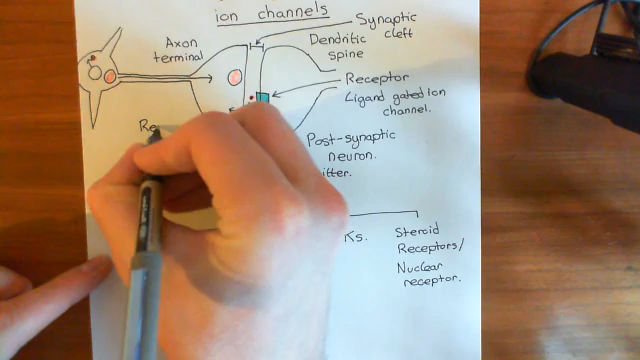 ion channels
Synaptic
cleft
Axon
terminal
Dendritic
spine
Receptor
Ligand gated ion
channel.
Re
Post-synaptic
neuron.
itter.
Ks.
Steroid
Receptors/
Nuclear
receptor.